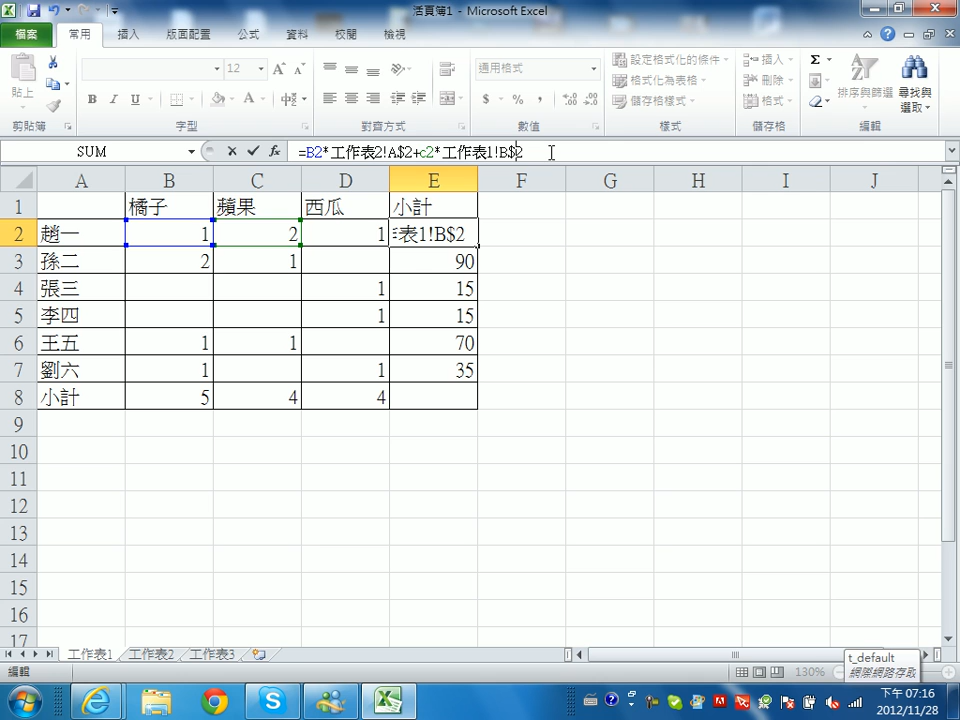 活頁簿1 - Microsoft Excel
檔案 常用 插入 版面配置 公式 資料 校閱 檢視
12 A A 通用格式 設定格式化的條件 插入 Σ
貼上 B I U A 中 $ % , 格式化為表格 刪除 排序與篩選 尋找與選取
儲存格樣式 格式
剪貼簿 字型 對齊方式 數值 樣式 儲存格 編輯
SUM fx =B2*工作表2!A$2+c2*工作表1!B$2
A B C D E F G H I J
1 橘子 蘋果 西瓜 小計
2 趙一 1 2 1 表1!B$2
3 孫二 2 1 90
4 張三 1 15
5 李四 1 15
6 王五 1 1 70
7 劉六 1 1 35
8 小計 5 4 4
9
10
11
12
13
14
15
16
17
工作表1 工作表2 工作表3
編輯 130%
t_default
網際網路存取
下午 07:16
2012/11/28